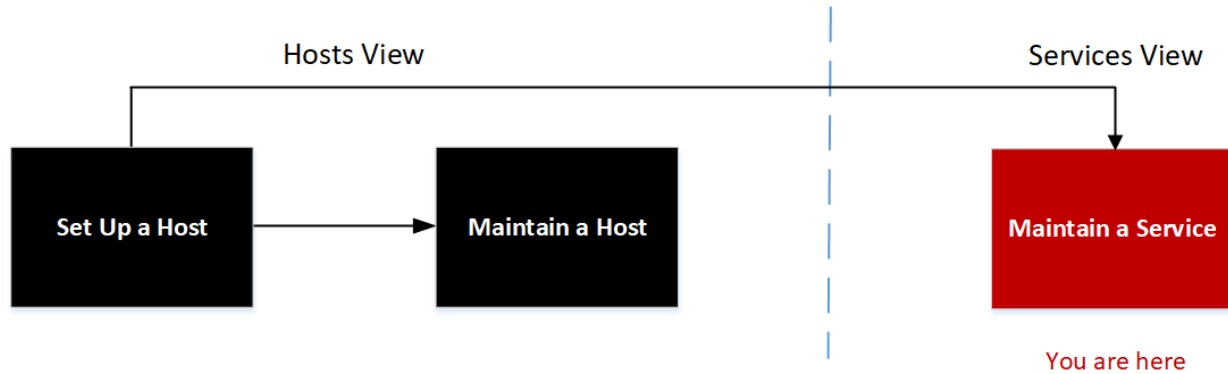 Hosts View
Services View
Set Up a Host
Maintain a Host
Maintain a Service
You are here